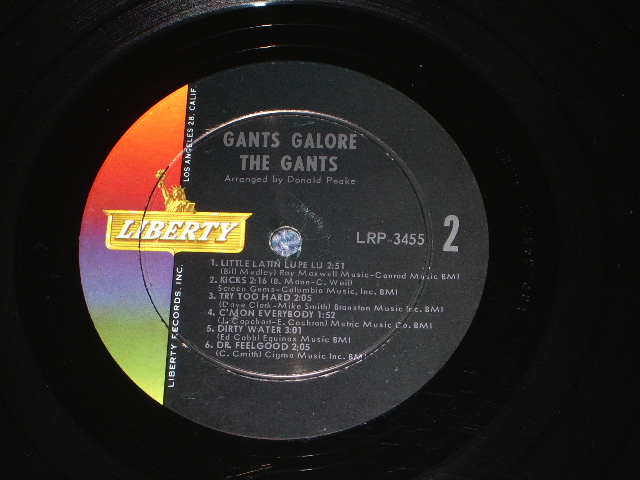 GANTS GALORE
THE GANTS
Arranged by Donald Peake
LIBERTY
LRP-3455
2
1. LITTLE LATIN LUPE LU 2:51
(Bill Medley) Ray Maxwell Music-Conrad Music BMI
2. KICKS 2:16 (B. Mann-C. Weil)
Screen Gems-Columbia Music, Inc. BMI
3. TRY TOO HARD 2:05
(Dave Clark-Mike Smith) Branston Music Inc. BMI
4. C'MON EVERYBODY 1:52
(J. Capehart-E. Cochran) Metric Music Co. BMI
5. DIRTY WATER 3:01
(Ed Cobb) Equinox Music BMI
6. DR. FEELGOOD 2:05
(C. Smith) Cigma Music Inc. BMI
LIBERTY RECORDS, INC.
LOS ANGELES 28, CALIF.